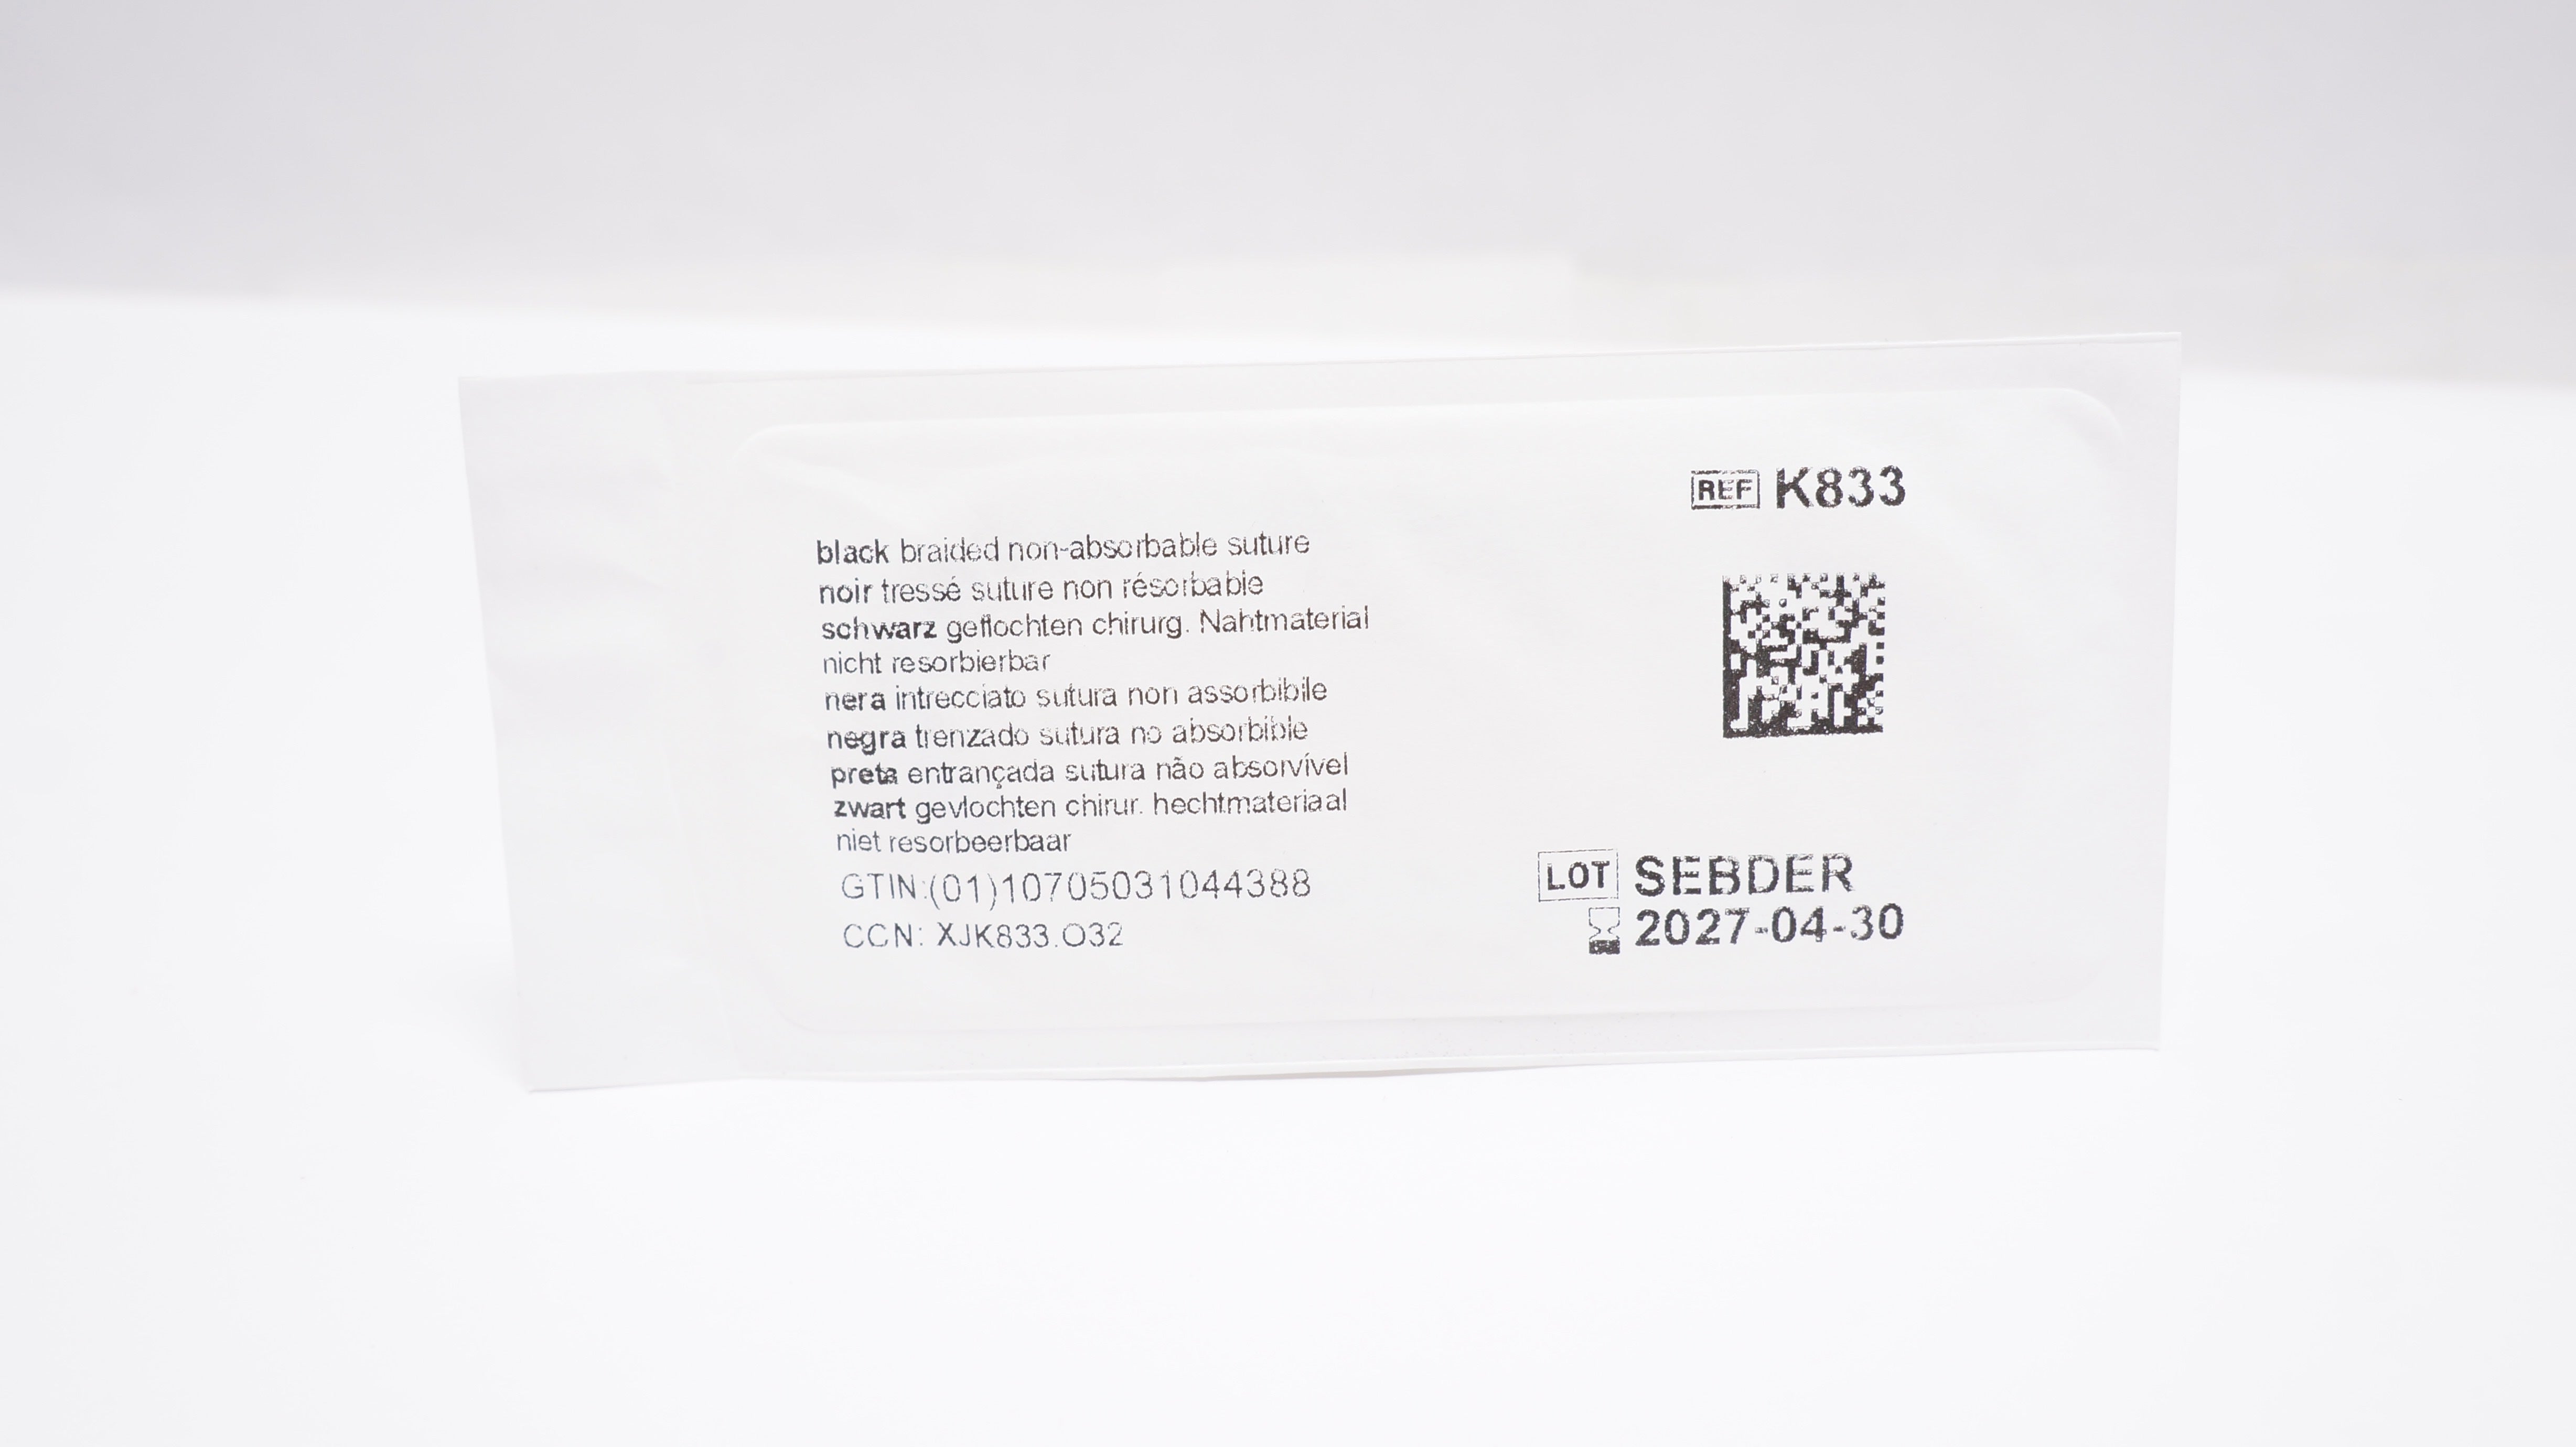 REF K833
black braided non-absorbable suture
noir tressé suture non résorbable
schwarz geflochten chirurg. Nahtmaterial
nicht resorbierbar
nera intrecciato sutura non assorbibile
negra trenzado sutura no absorbible
preta entrançada sutura não absorvível
zwart gevlochten chirur. hechtmateriaal
niet resorbeerbaar
GTIN:(01)10705031044388
CCN: XJK833.O32
LOT SEBDER
2027-04-30